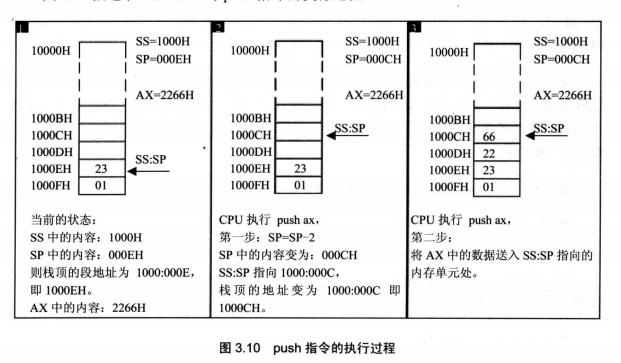 1
10000H
SS=1000H
SP=000EH
AX=2266H
1000BH
1000CH
1000DH
SS:SP
1000EH 23
1000FH 01
当前的状态:
SS 中的内容: 1000H
SP 中的内容: 000EH
则栈顶的段地址为 1000:000E,
即 1000EH。
AX 中的内容: 2266H
2
10000H
SS=1000H
SP=000CH
AX=2266H
1000BH
1000CH SS:SP
1000DH
1000EH 23
1000FH 01
CPU 执行 push ax,
第一步: SP=SP-2
SP 中的内容变为: 000CH
SS:SP 指向 1000:000C,
栈顶的地址变为 1000:000C 即
1000CH。
3
10000H
SS=1000H
SP=000CH
AX=2266H
1000BH
1000CH 66 SS:SP
1000DH 22
1000EH 23
1000FH 01
CPU 执行 push ax,
第二步:
将 AX 中的数据送入 SS:SP 指向的
内存单元处。
图 3.10 push 指令的执行过程